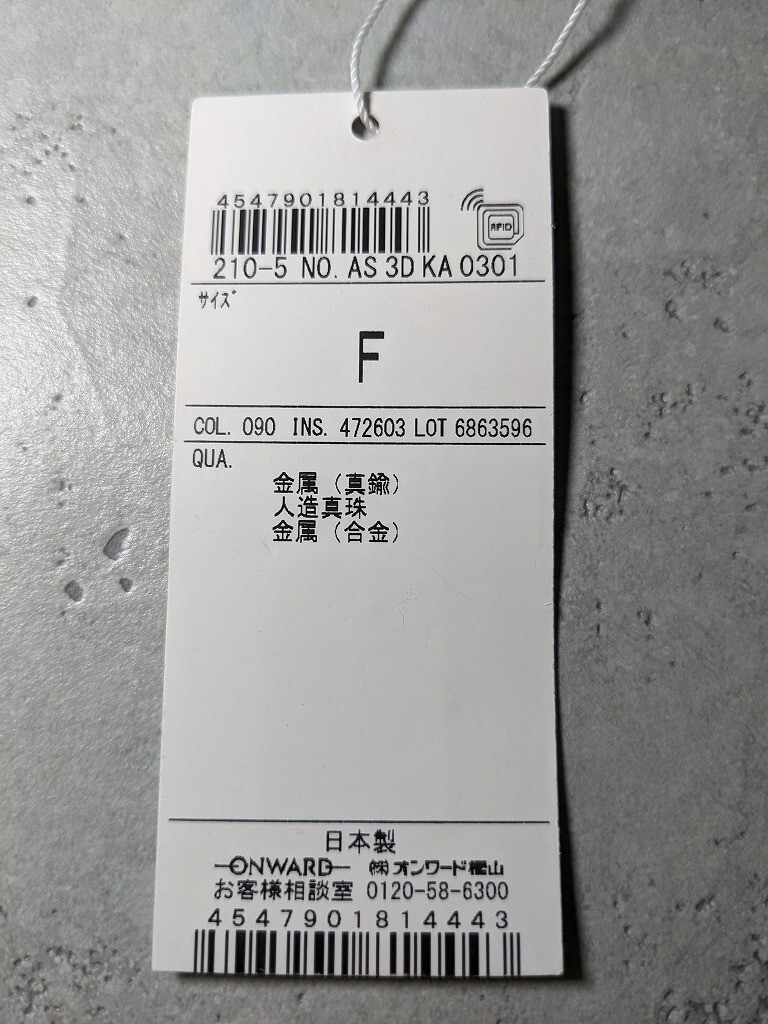 4547901814443
RFID
210-5 NO. AS 3D KA 0301
サイズ
F
COL. 090 INS. 472603 LOT 6863596
QUA.
金属（真鍮）
人造真珠
金属（合金）
日本製
ONWARD ㈱オンワード樫山
お客様相談室 0120-58-6300
4547901814443